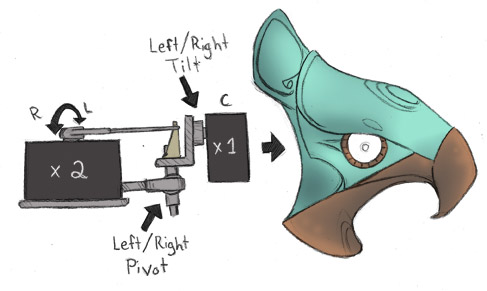 Left/Right
Tilt
R
L
C
x 2
x 1
Left/Right
Pivot